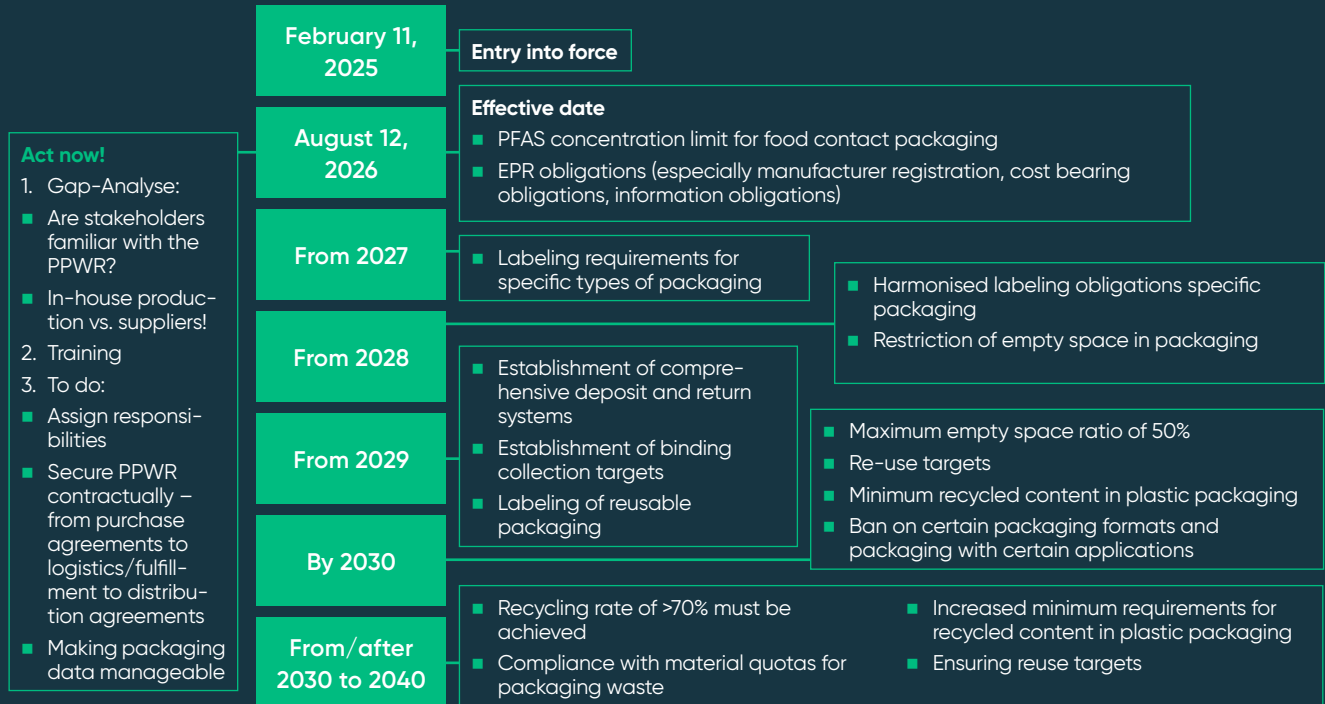 February 11,
2025
Entry into force
August 12,
2026
Effective date
■ PFAS concentration limit for food contact packaging
■ EPR obligations (especially manufacturer registration, cost bearing
obligations, information obligations)
Act now!
1. Gap-Analyse:
■ Are stakeholders
familiar with the
PPWR?
■ In-house produc-
tion vs. suppliers!
2. Training
3. To do:
■ Assign responsi-
bilities
■ Secure PPWR
contractually –
from purchase
agreements to
logistics/fulfill-
ment to distribu-
tion agreements
■ Making packaging
data manageable
From 2027
■ Labeling requirements for
specific types of packaging
From 2028
■ Harmonised labeling obligations specific
packaging
■ Restriction of empty space in packaging
From 2029
■ Establishment of compre-
hensive deposit and return
systems
■ Establishment of binding
collection targets
■ Labeling of reusable
packaging
By 2030
■ Maximum empty space ratio of 50%
■ Re-use targets
■ Minimum recycled content in plastic packaging
■ Ban on certain packaging formats and
packaging with certain applications
From/after
2030 to 2040
■ Recycling rate of >70% must be
achieved
■ Compliance with material quotas for
packaging waste
■ Increased minimum requirements for
recycled content in plastic packaging
■ Ensuring reuse targets